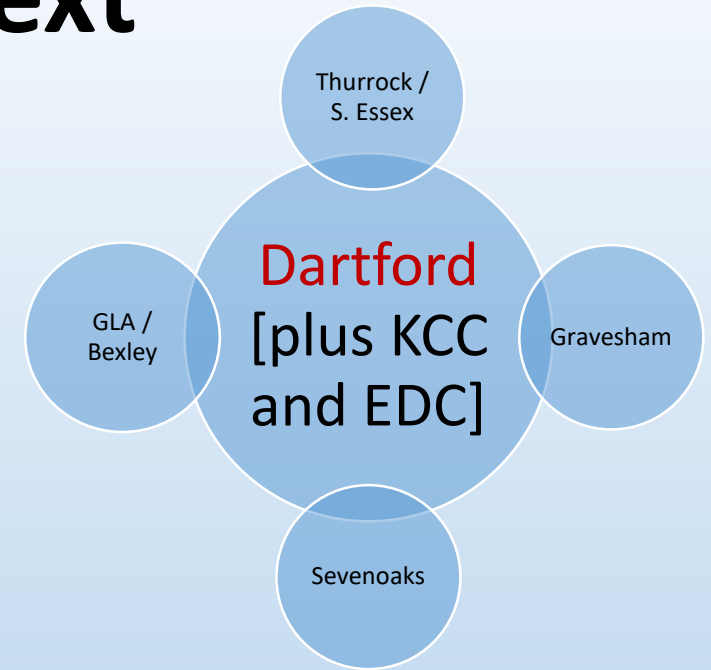 ext
Thurrock /
S. Essex
Dartford
[plus KCC
and EDC]
GLA /
Bexley
Gravesham
Sevenoaks